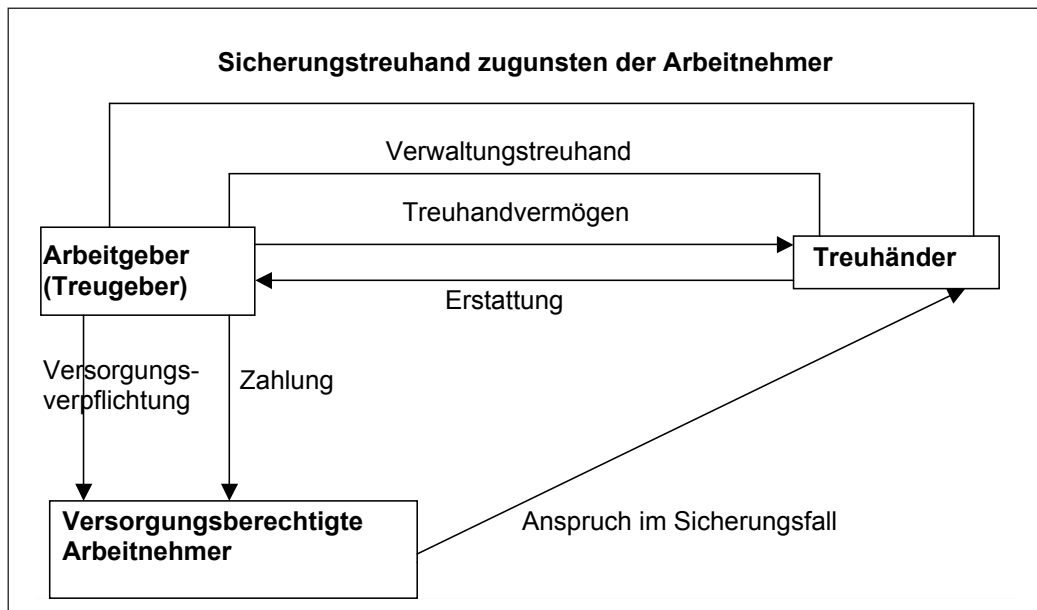 Sicherungstreuhand zugunsten der Arbeitnehmer
Verwaltungstreuhand
Treuhandvermögen
Arbeitgeber
(Treugeber)
Treuhänder
Erstattung
Versorgungs-
verpflichtung
Zahlung
Versorgungsberechtigte
Arbeitnehmer
Anspruch im Sicherungsfall